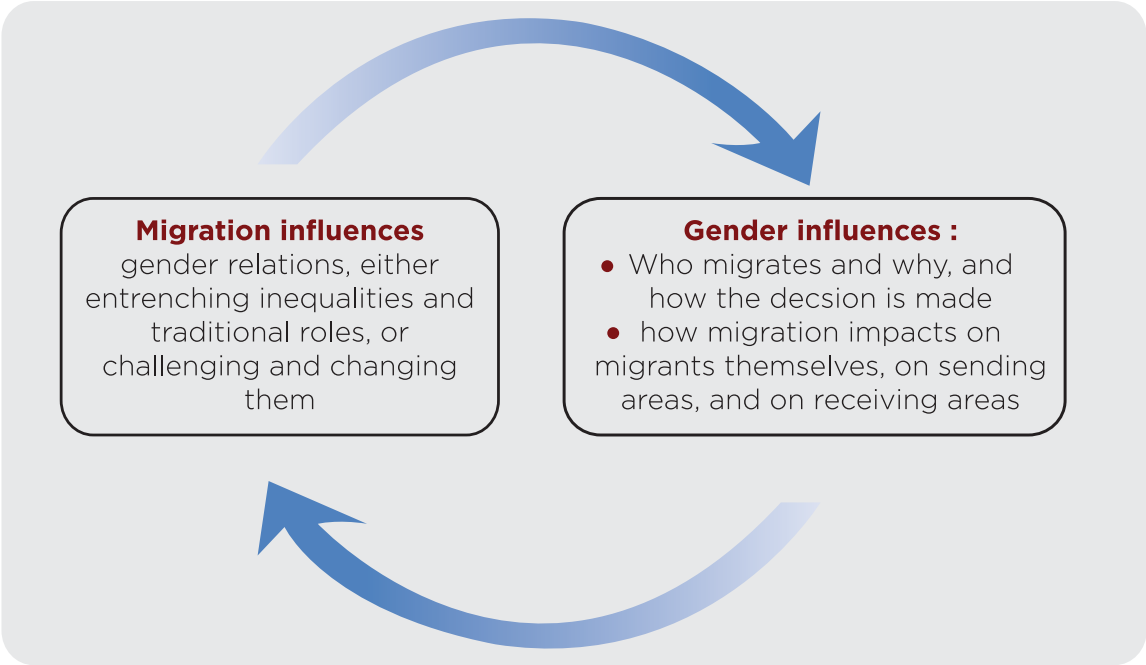 Migration influences
gender relations, either
entrenching inequalities and
traditional roles, or
challenging and changing
them
Gender influences :
• Who migrates and why, and
how the decsion is made
• how migration impacts on
migrants themselves, on sending
areas, and on receiving areas